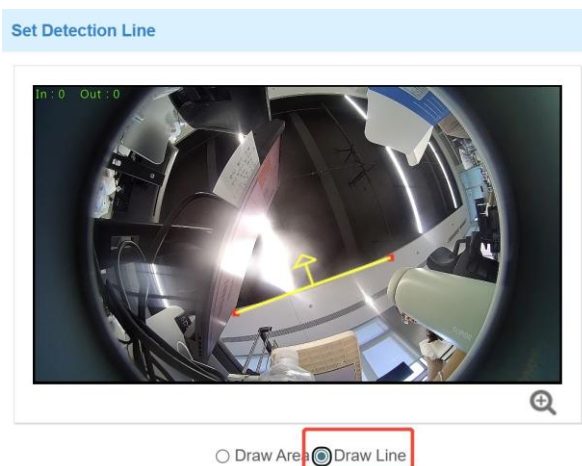 Set Detection Line
In : 0 Out : 0
Draw Area Draw Line